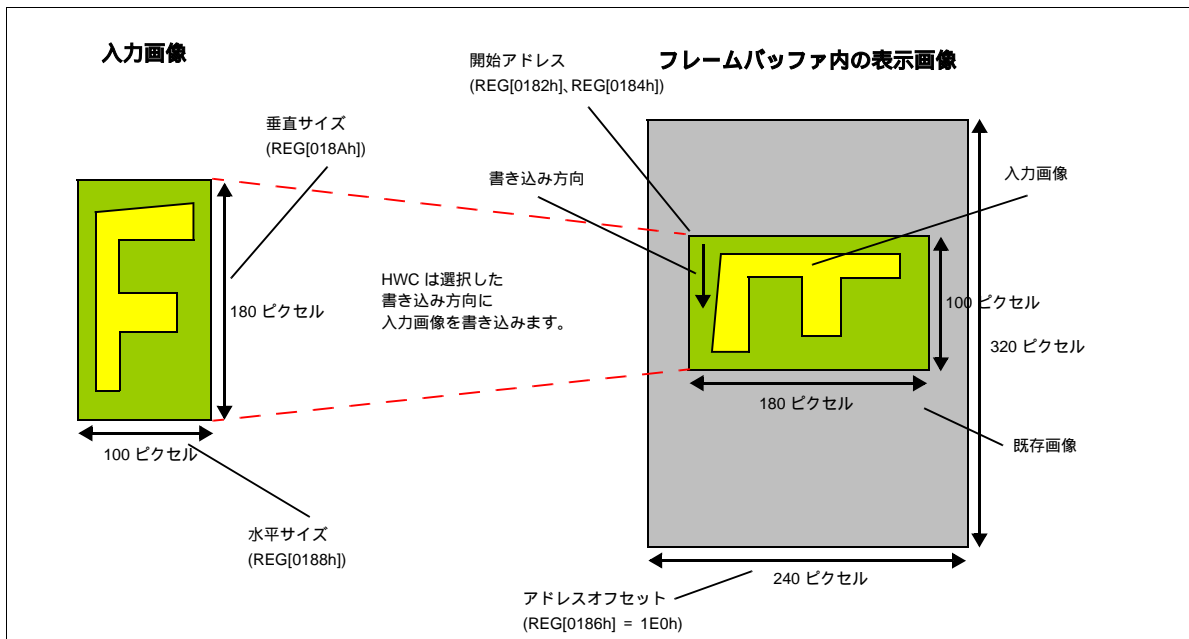 入力画像
開始アドレス
(REG[0182h]、REG[0184h])
フレームバッファ内の表示画像
垂直サイズ
(REG[018Ah])
書き込み方向
入力画像
HWC は選択した
書き込み方向に
入力画像を書き込みます。
180 ピクセル
100 ピクセル
320 ピクセル
180 ピクセル
既存画像
100 ピクセル
水平サイズ
(REG[0188h])
240 ピクセル
アドレスオフセット
(REG[0186h] = 1E0h)